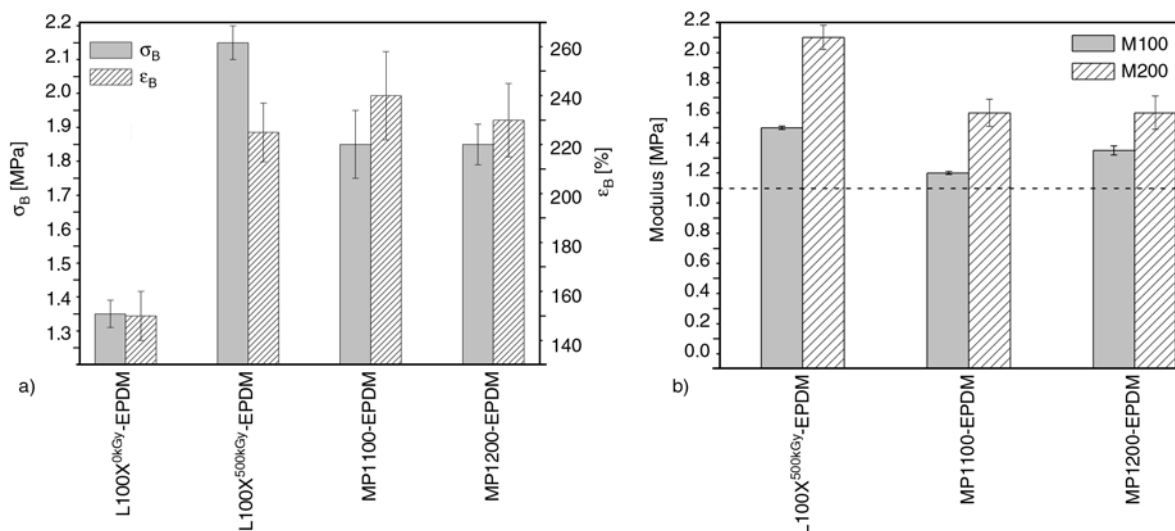 2.2
2.1
2.0
1.9
1.8
1.7
1.6
1.5
1.4
1.3
σB [MPa]
σB
εB
260
240
220
200
180
160
140
εB [%]
a)
L100X0kGy-EPDM
L100X500kGy-EPDM
MP1100-EPDM
MP1200-EPDM
2.2
2.0
1.8
1.6
1.4
1.2
1.0
0.8
0.6
0.4
0.2
0.0
Modulus [MPa]
M100
M200
b)
L100X500kGy-EPDM
MP1100-EPDM
MP1200-EPDM